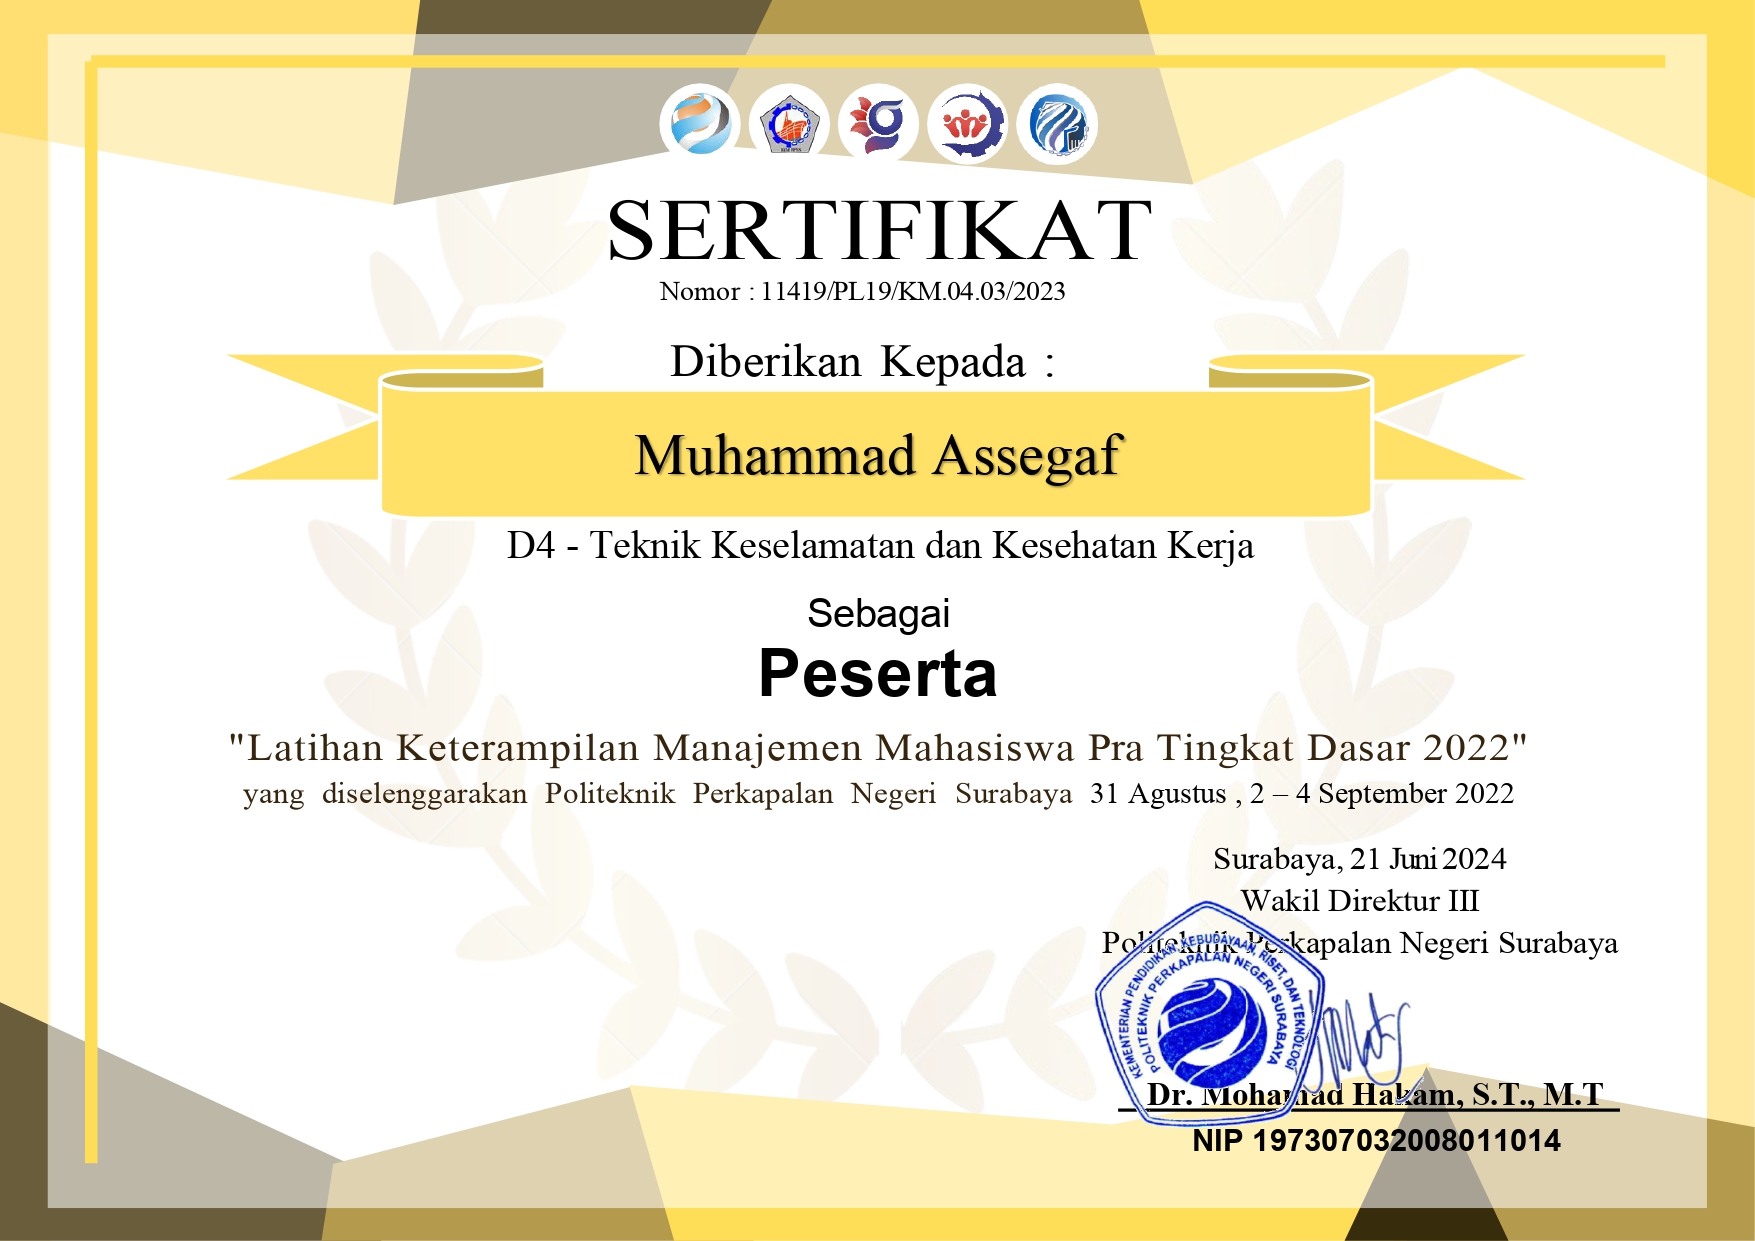 SERTIFIKAT
Nomor : 11419/PL19/KM.04.03/2023
Diberikan Kepada :
Muhammad Assegaf
D4 - Teknik Keselamatan dan Kesehatan Kerja
Sebagai
Peserta
"Latihan Keterampilan Manajemen Mahasiswa Pra Tingkat Dasar 2022"
yang diselenggarakan Politeknik Perkapalan Negeri Surabaya 31 Agustus , 2 – 4 September 2022
Surabaya, 21 Juni 2024
Wakil Direktur III
Politeknik Perkapalan Negeri Surabaya
KEMENTERIAN PENDIDIKAN, KEBUDAYAAN, RISET, DAN TEKNOLOGI
POLITEKNIK PERKAPALAN NEGERI SURABAYA
Dr. Mohamad Hakam, S.T., M.T
NIP 197307032008011014